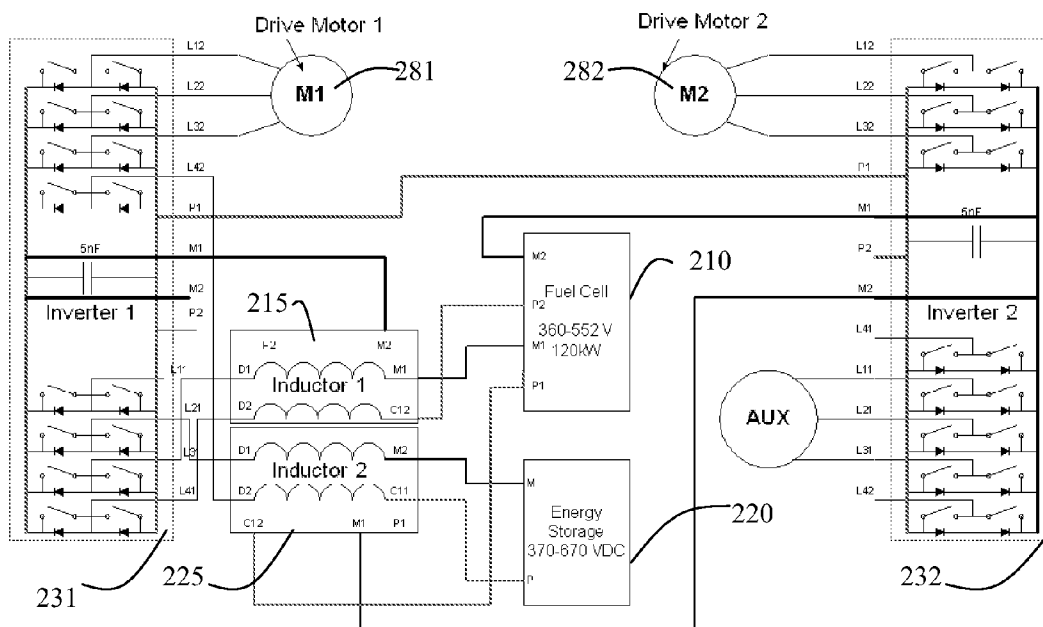 Drive Motor 1
Drive Motor 2
L12
L12
281
282
M1
M2
L22
L22
L32
L32
L42
P1
P1
M1
M1
5nF
5nF
M2
210
P2
Fuel Cell
P2
M2
M2
215
360-552 V
Inverter 1
Inverter 2
P2
120kW
M2
M1
L41
L11
D1
M1
P1
L11
Inductor 1
D2
C12
AUX
L21
L21
L31
D1
M2
L31
Inductor 2
M
L41
D2
C11
L42
Energy
220
C12
M1
P1
Storage
370-670 VDC
P
231
225
232